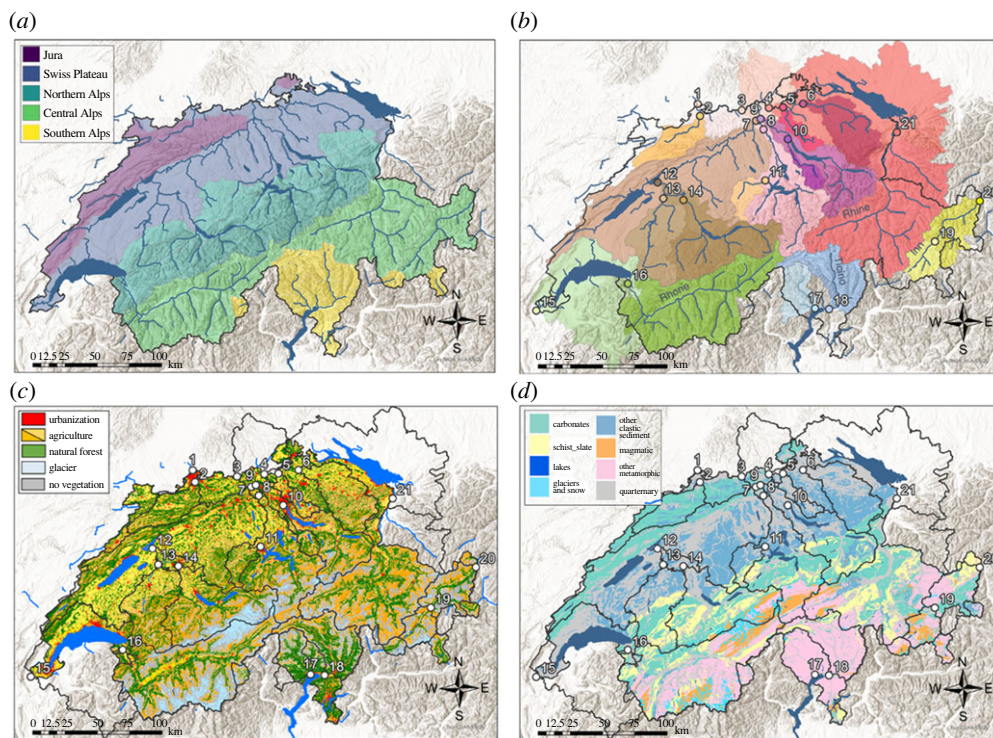 (a)
Jura
Swiss Plateau
Northern Alps
Central Alps
Southern Alps
N
W E
S
0 12.5 25 50 75 100
km
(b)
1
2
3
4
5
6
7
8
9
10
11
12
13
14
15
16
17
18
19
21
Rhine
Rhone
Inn
0 12.5 25 50 75 100
km
N
W E
S
(c)
urbanization
agriculture
natural forest
glacier
no vegetation
1
2
3
4
5
6
7
8
9
10
11
12
13
14
15
16
17
18
19
20
21
0 12.5 25 50 75 100
km
N
W E
S
(d)
carbonates
schist_slate
lakes
glaciers and snow
other clastic sediment
magmatic
other metamorphic
quarternary
1
2
3
4
5
6
7
8
9
10
11
12
13
14
15
16
17
18
19
21
0 12.5 25 50 75 100
km
N
W E
S